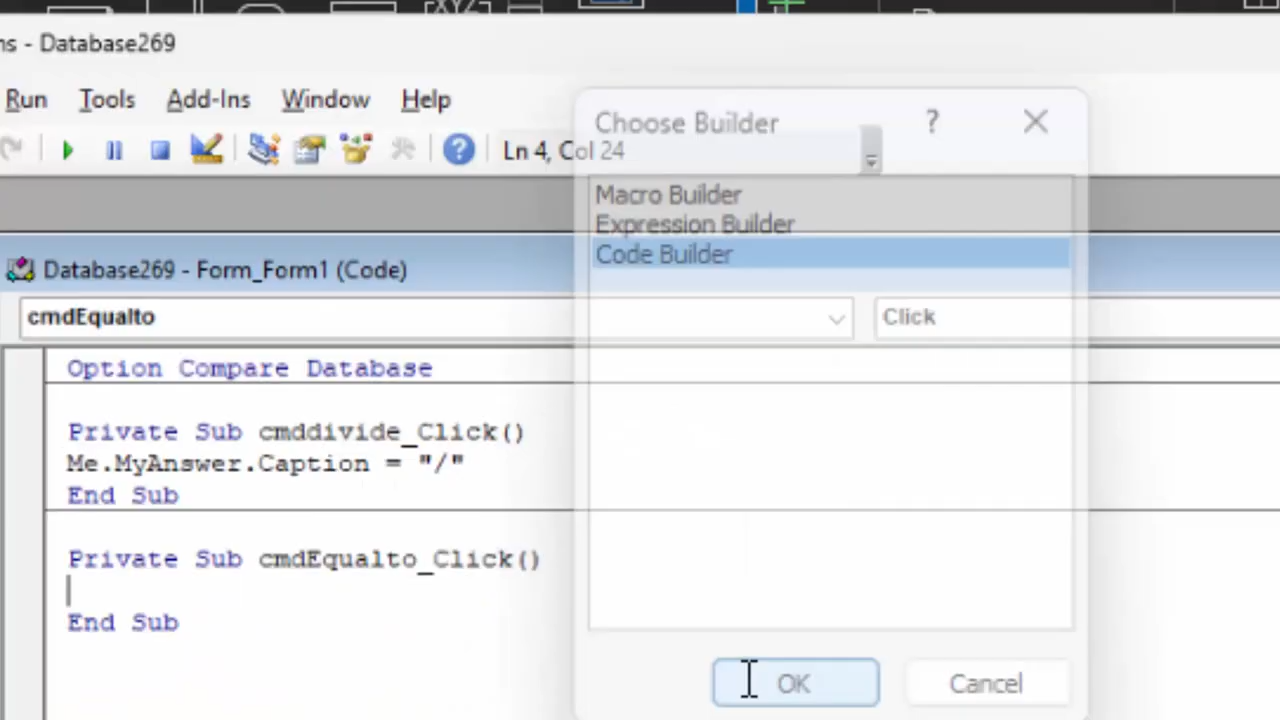 XYZ
ns - Database269
Run Tools Add-Ins Window Help
Choose Builder ?
Ln 4, Col 24
Macro Builder
Expression Builder
Code Builder
Database269 - Form_Form1 (Code)
cmdEqualto
Click
Option Compare Database
Private Sub cmddivide_Click()
Me.MyAnswer.Caption = "/"
End Sub
Private Sub cmdEqualto_Click()
End Sub
OK Cancel